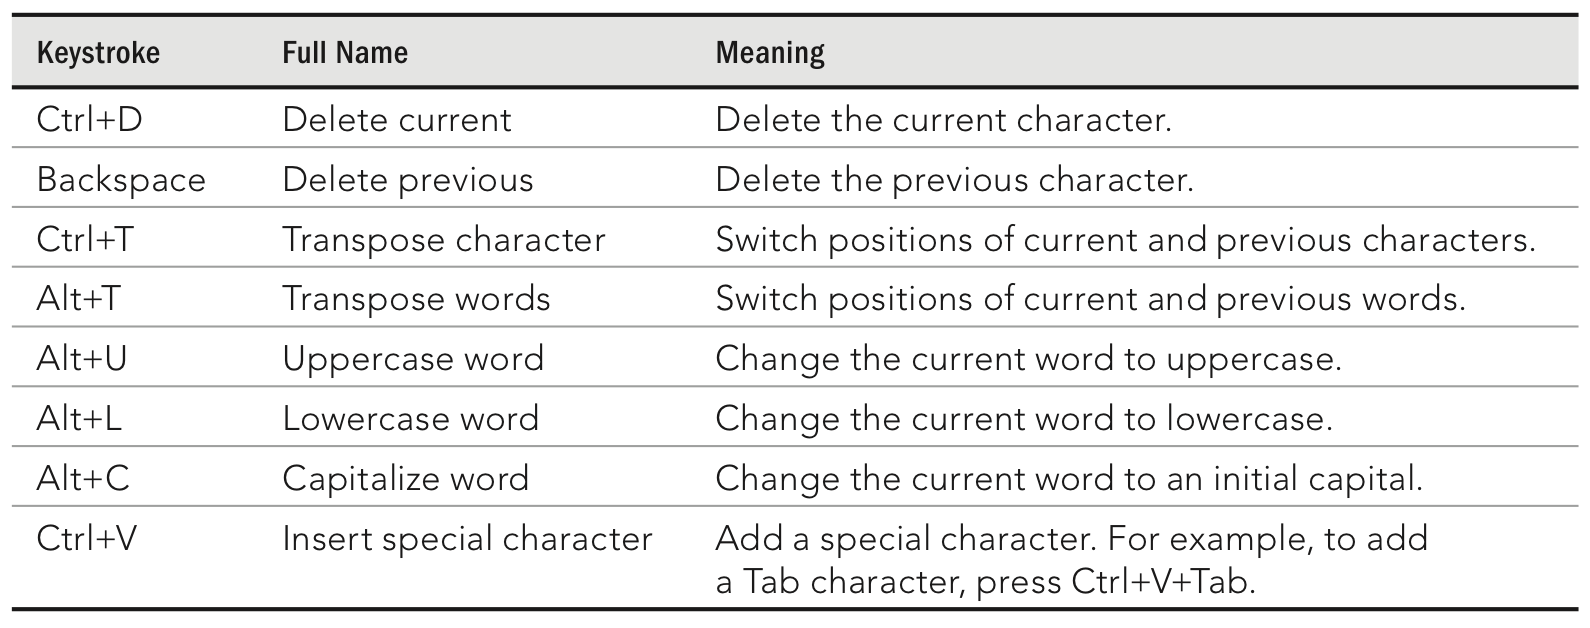 Keystroke Full Name Meaning
Ctrl+D Delete current Delete the current character.
Backspace Delete previous Delete the previous character.
Ctrl+T Transpose character Switch positions of current and previous characters.
Alt+T Transpose words Switch positions of current and previous words.
Alt+U Uppercase word Change the current word to uppercase.
Alt+L Lowercase word Change the current word to lowercase.
Alt+C Capitalize word Change the current word to an initial capital.
Ctrl+V Insert special character Add a special character. For example, to add
a Tab character, press Ctrl+V+Tab.